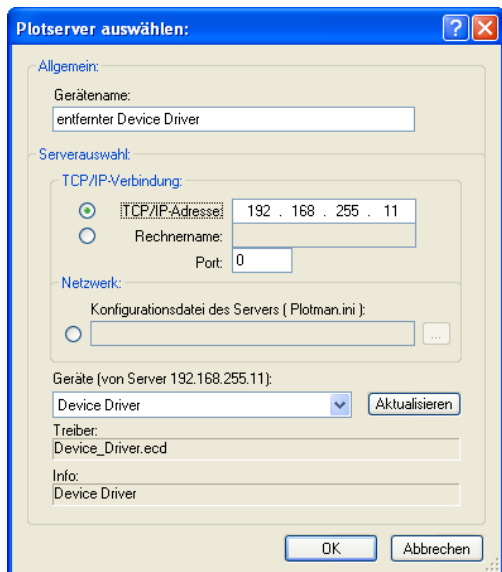 Plotserver auswählen:
Allgemein:
Gerätename:
entfernter Device Driver
Serverauswahl:
TCP/IP-Verbindung:
TCP/IP-Adresse: 192 . 168 . 255 . 11
Rechnername:
Port: 0
Netzwerk:
Konfigurationsdatei des Servers ( Plotman.ini ):
...
Geräte (von Server 192.168.255.11):
Device Driver Aktualisieren
Treiber:
Device_Driver.ecd
Info:
Device Driver
OK Abbrechen